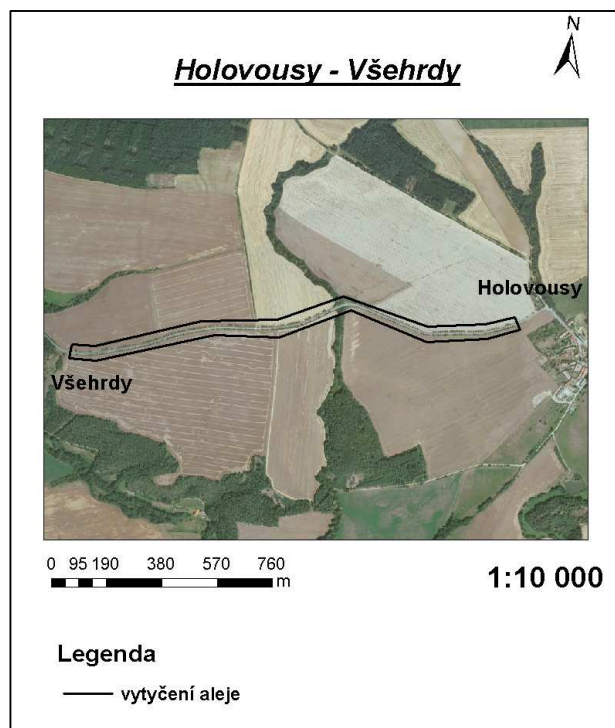 N
Holovousy - Všehrdy
Holovousy
Všehrdy
0 95 190 380 570 760
m
1:10 000
Legenda
vytyčení aleje